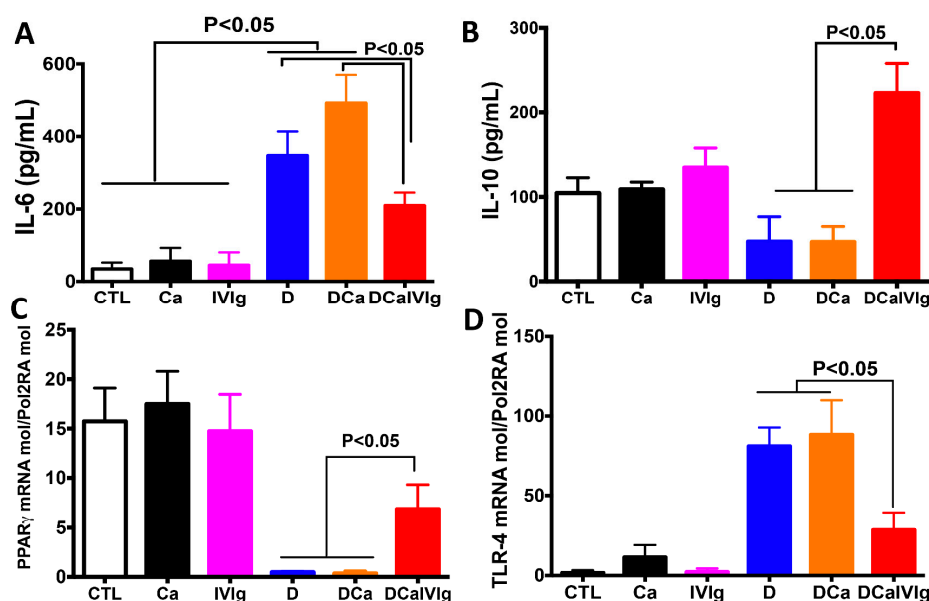 A
P<0.05
P<0.05
IL-6 (pg/mL)
600
400
200
0
CTL Ca IVIg D DCa DCaIVIg
B
P<0.05
IL-10 (pg/mL)
300
200
100
0
CTL Ca IVIg D DCa DCaIVIg
C
P<0.05
PPARγ mRNA mol/Pol2RA mol
25
20
15
10
5
0
CTL Ca IVIg D DCa DCaIVIg
D
P<0.05
TLR-4 mRNA mol/Pol2RA mol
150
100
50
0
CTL Ca IVIg D DCa DCaIVIg